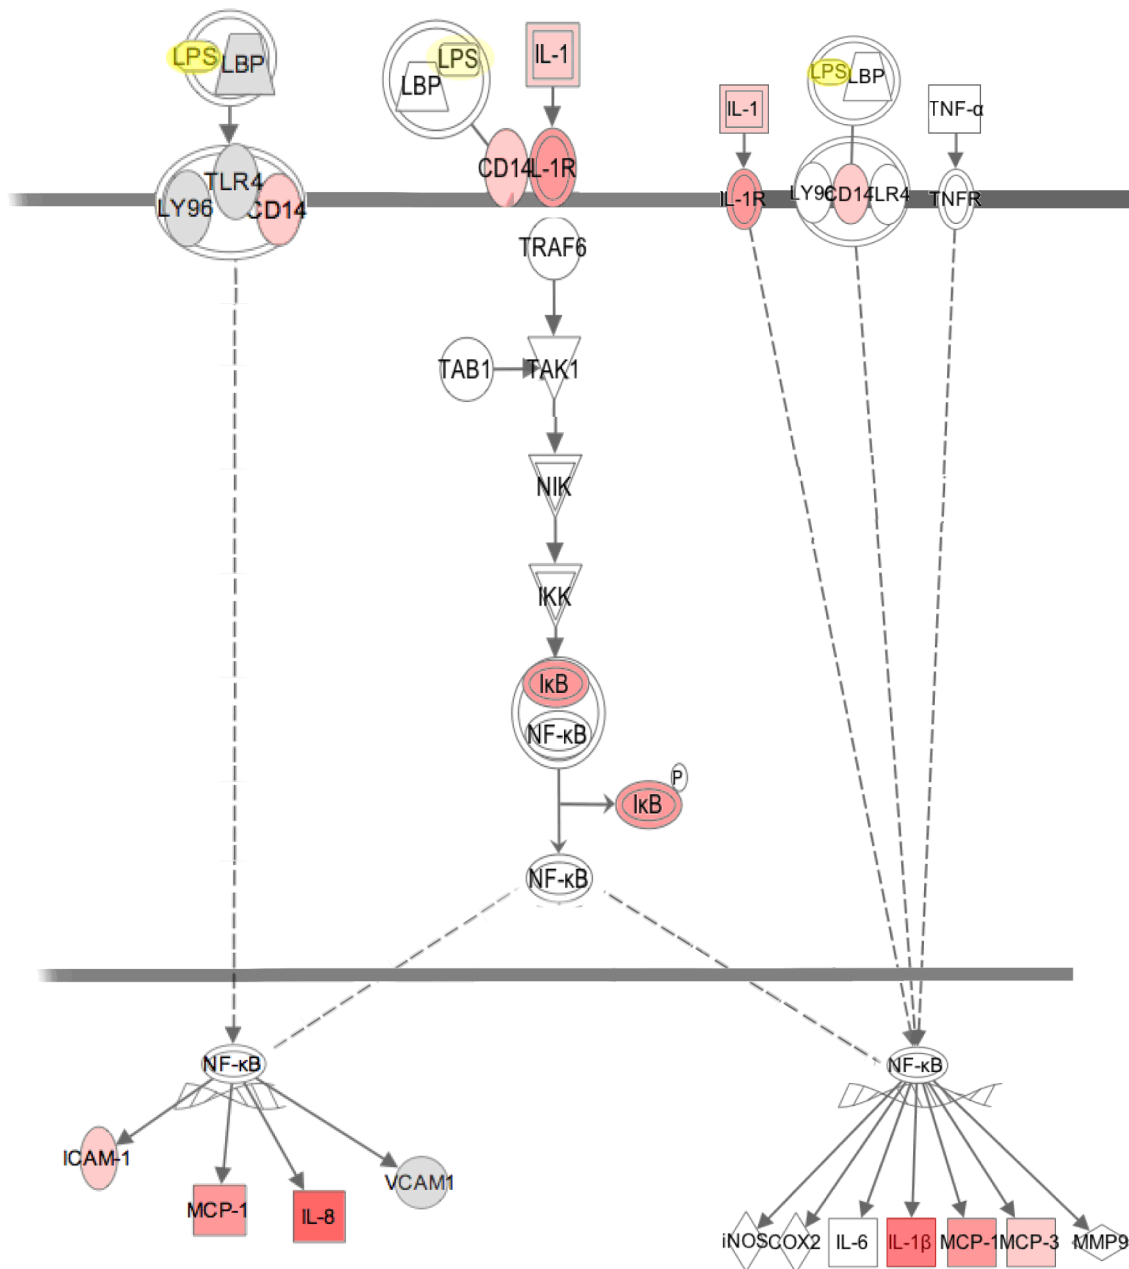 LPS
LBP
LPS
LBP
IL-1
LPS
LBP
IL-1
TNF-α
TLR4
LY96
CD14
CD14
IL-1R
IL-1R
LY96
CD14
TLR4
TNFR
TRAF6
TAB1
TAK1
NIK
IKK
IκB
NF-κB
P
IκB
NF-κB
NF-κB
NF-κB
ICAM-1
MCP-1
IL-8
VCAM1
iNOS
COX2
IL-6
IL-1β
MCP-1
MCP-3
MMP9